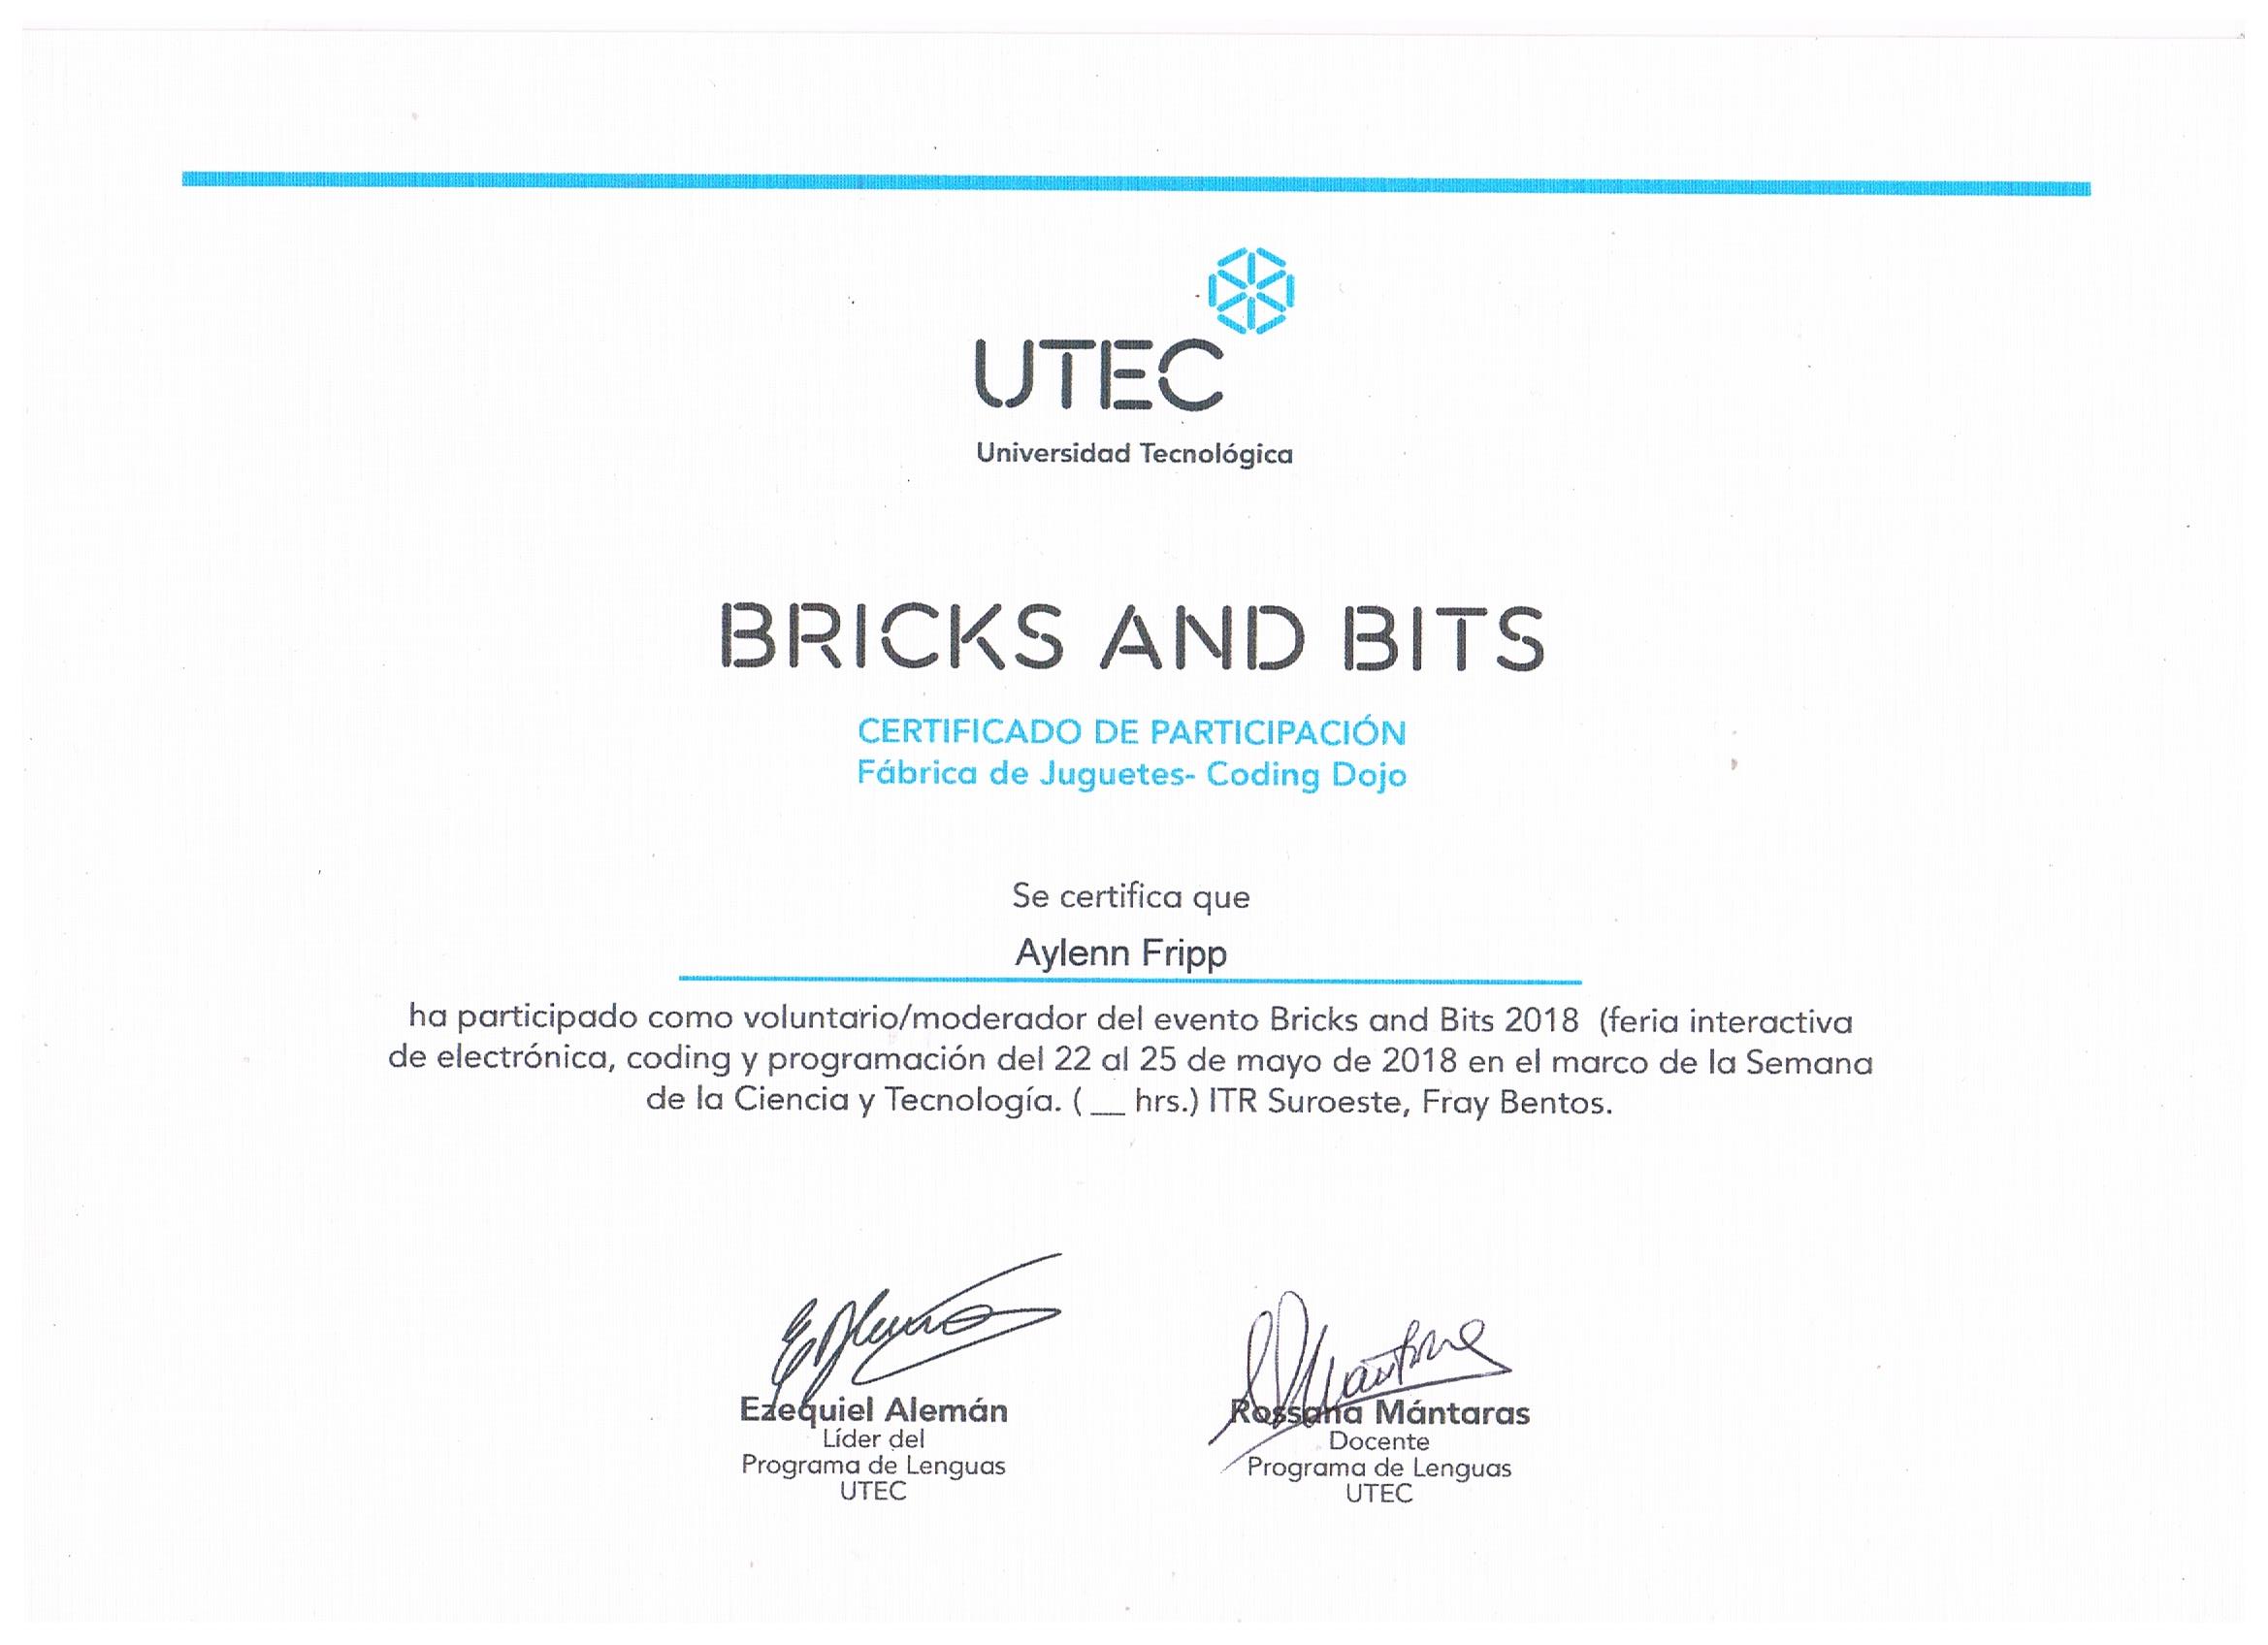 UTEC
Universidad Tecnológica
BRICKS AND BITS
CERTIFICADO DE PARTICIPACIÓN
Fábrica de Juguetes- Coding Dojo
Se certifica que
Aylenn Fripp
ha participado como voluntario/moderador del evento Bricks and Bits 2018 (feria interactiva
de electrónica, coding y programación del 22 al 25 de mayo de 2018 en el marco de la Semana
de la Ciencia y Tecnología. ( __ hrs.) ITR Suroeste, Fray Bentos.
Ezequiel Alemán
Líder del
Programa de Lenguas
UTEC
Rossana Mántaras
Docente
Programa de Lenguas
UTEC